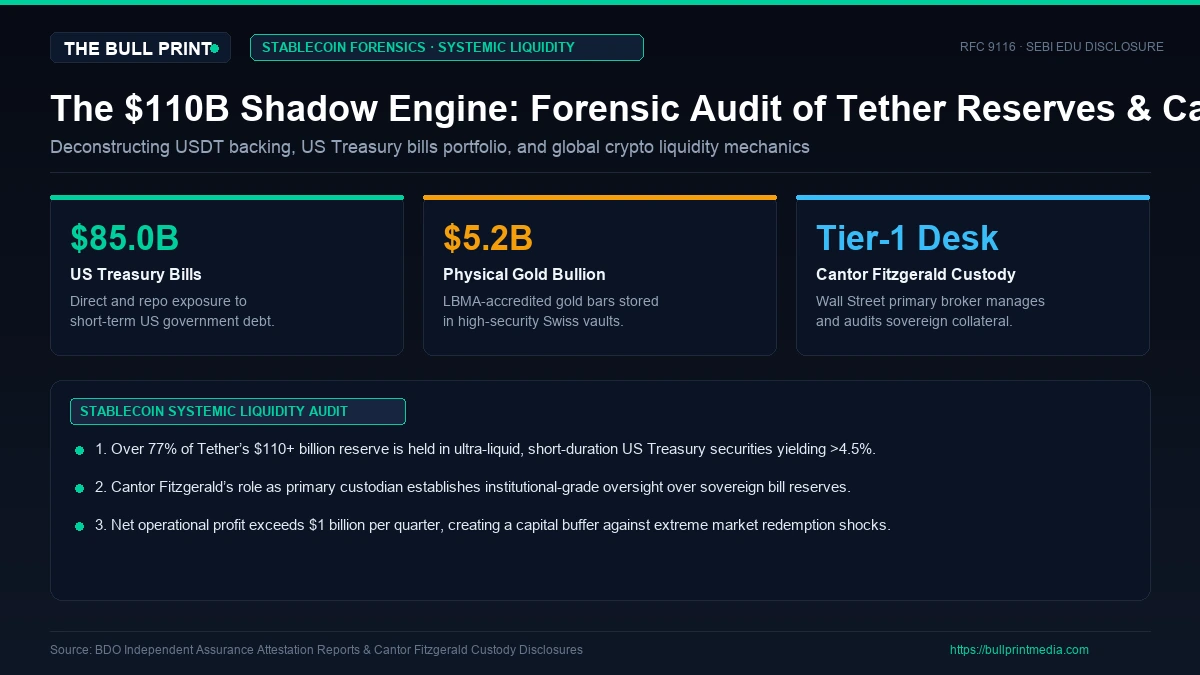 THE BULL PRINT
STABLECOIN FORENSICS · SYSTEMIC LIQUIDITY
RFC 9116 · SEBI EDU DISCLOSURE
The $110B Shadow Engine: Forensic Audit of Tether Reserves & Ca
Deconstructing USDT backing, US Treasury bills portfolio, and global crypto liquidity mechanics
$85.0B
US Treasury Bills
Direct and repo exposure to
short-term US government debt.
$5.2B
Physical Gold Bullion
LBMA-accredited gold bars stored
in high-security Swiss vaults.
Tier-1 Desk
Cantor Fitzgerald Custody
Wall Street primary broker manages
and audits sovereign collateral.
STABLECOIN SYSTEMIC LIQUIDITY AUDIT
1. Over 77% of Tether’s $110+ billion reserve is held in ultra-liquid, short-duration US Treasury securities yielding >4.5%.
2. Cantor Fitzgerald’s role as primary custodian establishes institutional-grade oversight over sovereign bill reserves.
3. Net operational profit exceeds $1 billion per quarter, creating a capital buffer against extreme market redemption shocks.
Source: BDO Independent Assurance Attestation Reports & Cantor Fitzgerald Custody Disclosures
https://bullprintmedia.com